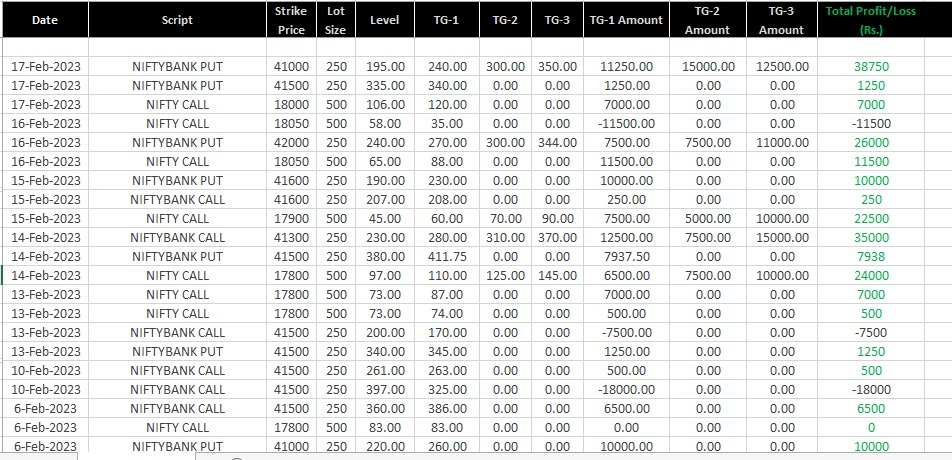 Date Script Strike Price Lot Size Level TG-1 TG-2 TG-3 TG-1 Amount TG-2 Amount TG-3 Amount Total Profit/Loss (Rs.)
17-Feb-2023 NIFTYBANK PUT 41000 250 195.00 240.00 300.00 350.00 11250.00 15000.00 12500.00 38750
17-Feb-2023 NIFTYBANK PUT 41500 250 335.00 340.00 0.00 0.00 1250.00 0.00 0.00 1250
17-Feb-2023 NIFTY CALL 18000 500 106.00 120.00 0.00 0.00 7000.00 0.00 0.00 7000
16-Feb-2023 NIFTY CALL 18050 500 58.00 35.00 0.00 0.00 -11500.00 0.00 0.00 -11500
16-Feb-2023 NIFTYBANK PUT 42000 250 240.00 270.00 300.00 344.00 7500.00 7500.00 11000.00 26000
16-Feb-2023 NIFTY CALL 18050 500 65.00 88.00 0.00 0.00 11500.00 0.00 0.00 11500
15-Feb-2023 NIFTYBANK PUT 41600 250 190.00 230.00 0.00 0.00 10000.00 0.00 0.00 10000
15-Feb-2023 NIFTYBANK CALL 41600 250 207.00 208.00 0.00 0.00 250.00 0.00 0.00 250
15-Feb-2023 NIFTY CALL 17900 500 45.00 60.00 70.00 90.00 7500.00 5000.00 10000.00 22500
14-Feb-2023 NIFTYBANK CALL 41300 250 230.00 280.00 310.00 370.00 12500.00 7500.00 15000.00 35000
14-Feb-2023 NIFTYBANK PUT 41500 250 380.00 411.75 0.00 0.00 7937.50 0.00 0.00 7938
14-Feb-2023 NIFTY CALL 17800 500 97.00 110.00 125.00 145.00 6500.00 7500.00 10000.00 24000
13-Feb-2023 NIFTY CALL 17800 500 73.00 87.00 0.00 0.00 7000.00 0.00 0.00 7000
13-Feb-2023 NIFTY CALL 17800 500 73.00 74.00 0.00 0.00 500.00 0.00 0.00 500
13-Feb-2023 NIFTYBANK CALL 41500 250 200.00 170.00 0.00 0.00 -7500.00 0.00 0.00 -7500
13-Feb-2023 NIFTYBANK PUT 41500 250 340.00 345.00 0.00 0.00 1250.00 0.00 0.00 1250
10-Feb-2023 NIFTYBANK CALL 41500 250 261.00 263.00 0.00 0.00 500.00 0.00 0.00 500
10-Feb-2023 NIFTYBANK CALL 41500 250 397.00 325.00 0.00 0.00 -18000.00 0.00 0.00 -18000
6-Feb-2023 NIFTYBANK CALL 41500 250 360.00 386.00 0.00 0.00 6500.00 0.00 0.00 6500
6-Feb-2023 NIFTY CALL 17800 500 83.00 83.00 0.00 0.00 0.00 0.00 0.00 0
6-Feb-2023 NIFTYBANK PUT 41000 250 220.00 260.00 0.00 0.00 10000.00 0.00 0.00 10000